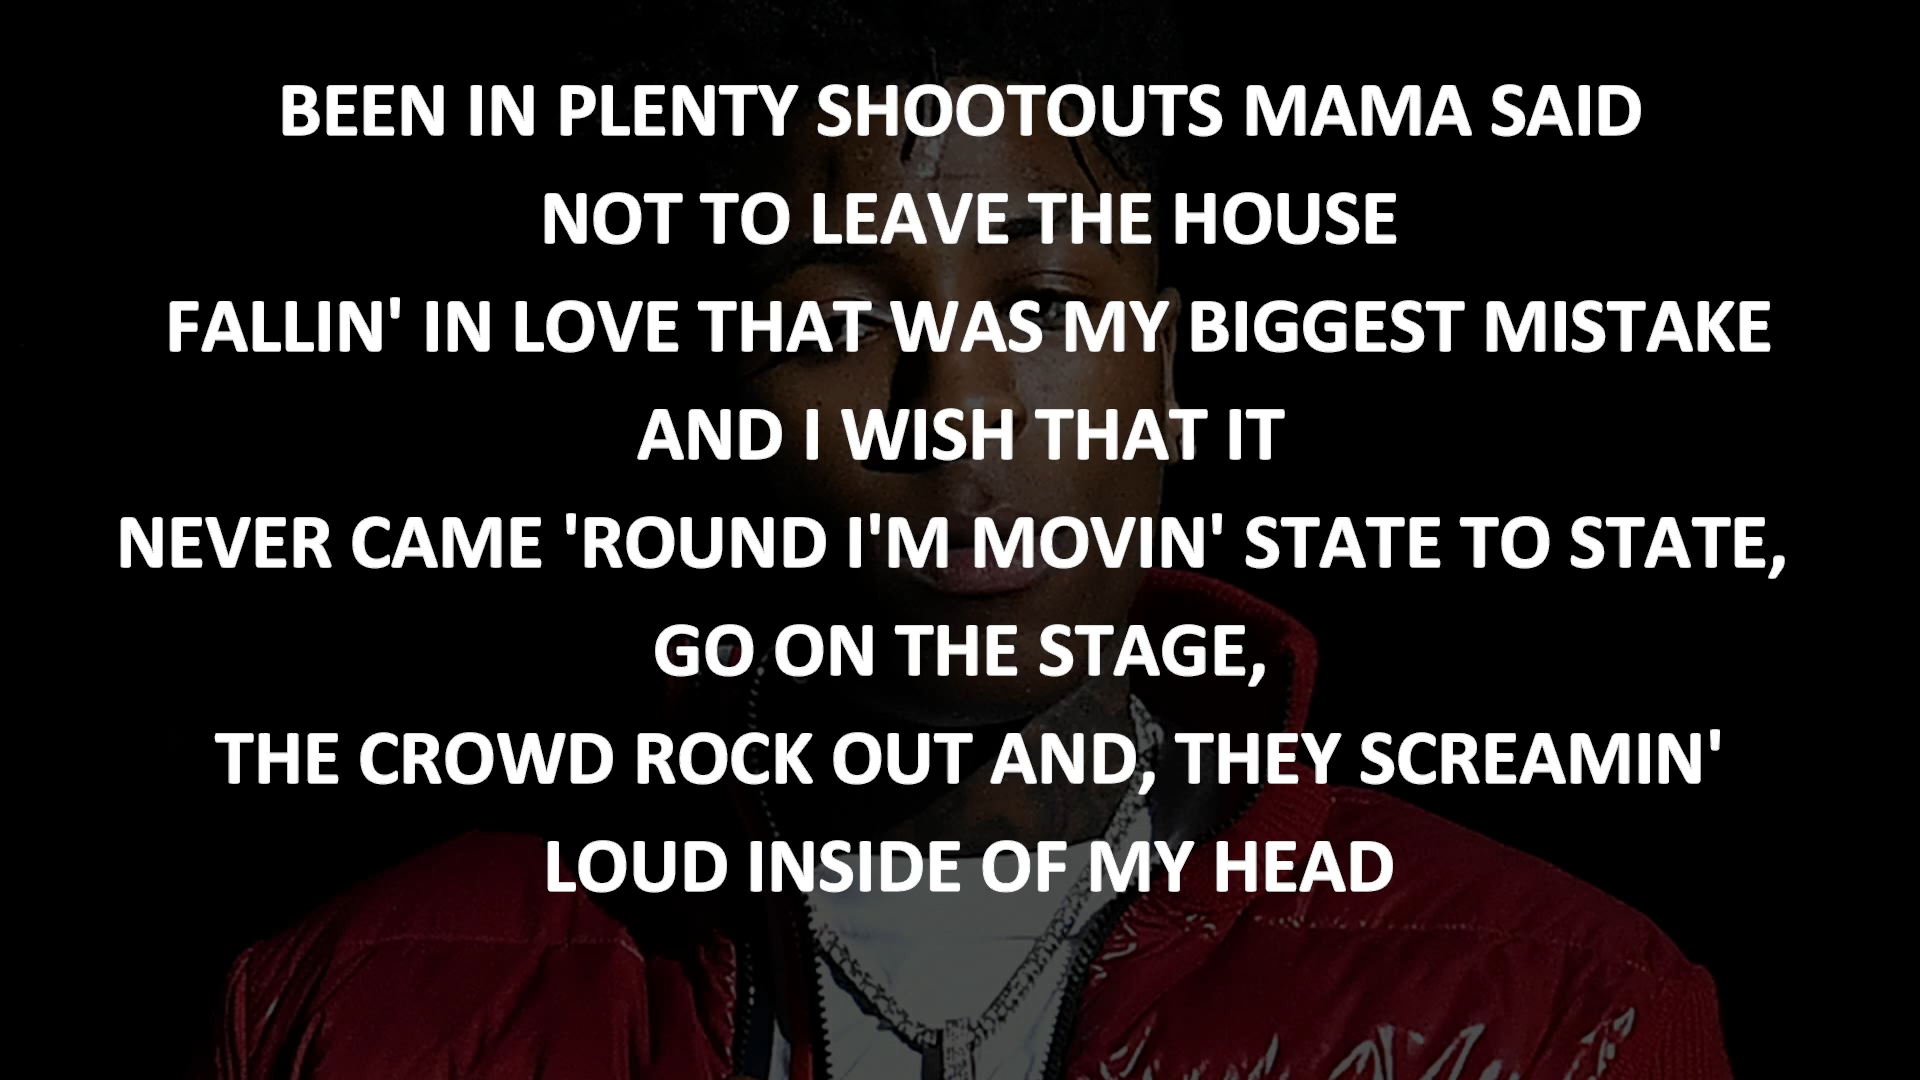 BEEN IN PLENTY SHOOTOUTS MAMA SAID
NOT TO LEAVE THE HOUSE
FALLIN' IN LOVE THAT WAS MY BIGGEST MISTAKE
AND I WISH THAT IT
NEVER CAME 'ROUND I'M MOVIN' STATE TO STATE,
GO ON THE STAGE,
THE CROWD ROCK OUT AND, THEY SCREAMIN'
LOUD INSIDE OF MY HEAD